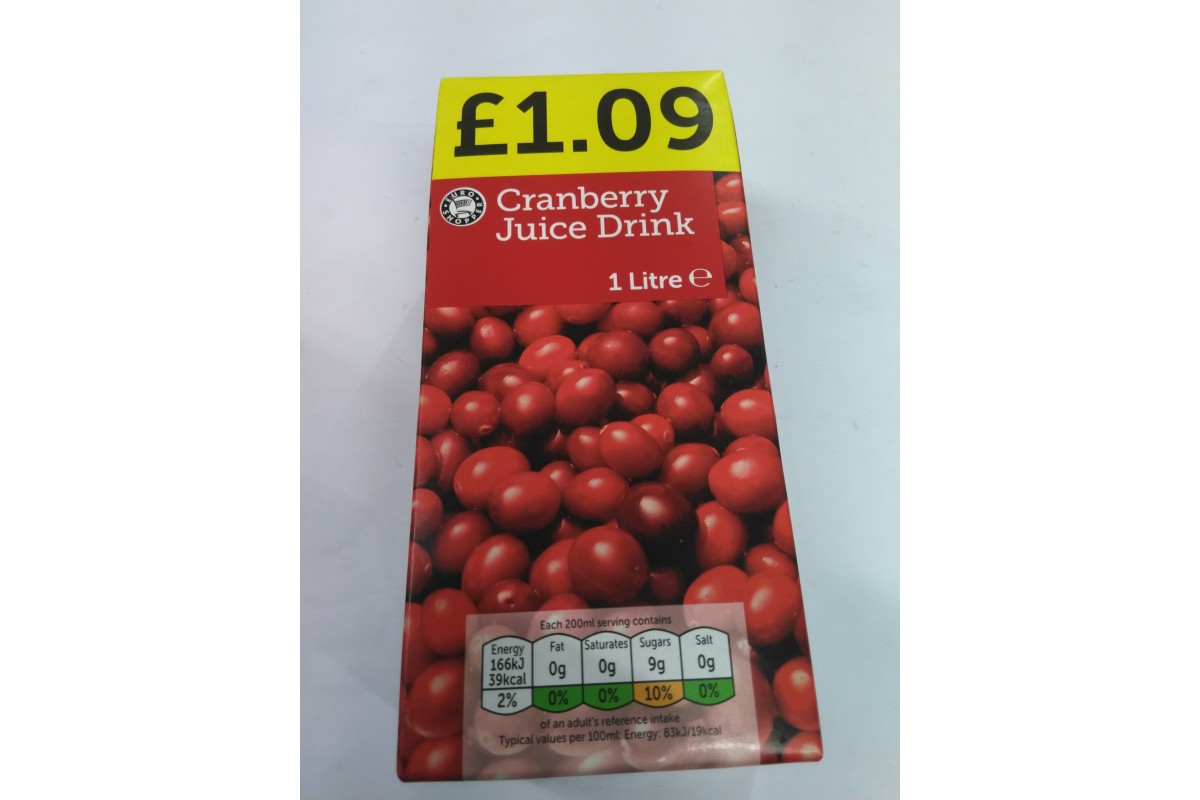 £1.09
EURO SHOPPER
Cranberry
Juice Drink
1 Litre ℮
Each 200ml serving contains
Energy Fat Saturates Sugars Salt
166kJ 39kcal 0g 0g 9g 0g
2% 0% 0% 10% 0%
of an adult's reference intake
Typical values per 100ml: Energy: 83kJ/19kcal